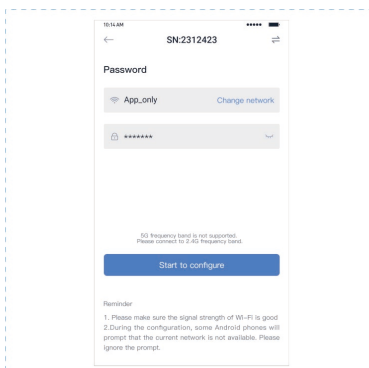 10:14 AM
SN:2312423
Password
App_only Change network
*******
5G frequency band is not supported.
Please connect to 2.4G frequency band.
Start to configure
Reminder
1. Please make sure the signal strength of Wi-Fi is good
2.During the configuration, some Android phones will
prompt that the current network is not available. Please
ignore the prompt.